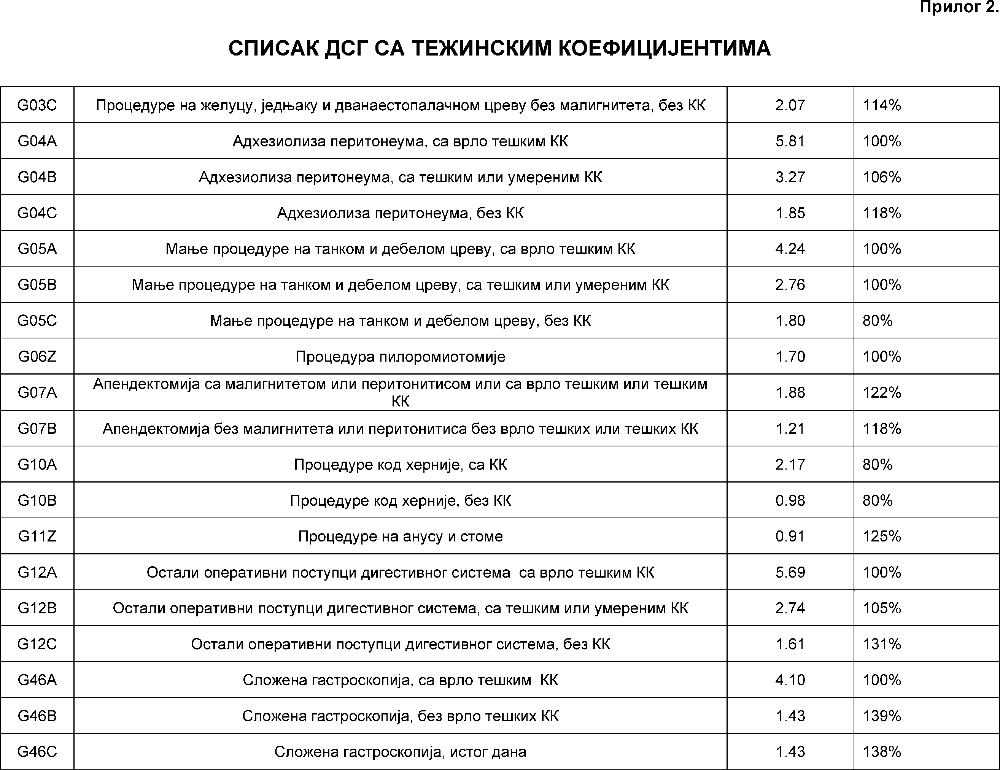 Прилог 2.
СПИСАК ДСГ СА ТЕЖИНСКИМ КОЕФИЦИЈЕНТИМА
G03C Процедуре на желуцу, једњаку и дванаестопалачном цреву без малигнитета, без КК 2.07 114%
G04A Адхезиолиза перитонеума, са врло тешким КК 5.81 100%
G04B Адхезиолиза перитонеума, са тешким или умереним КК 3.27 106%
G04C Адхезиолиза перитонеума, без КК 1.85 118%
G05A Мање процедуре на танком и дебелом цреву, са врло тешким КК 4.24 100%
G05B Мање процедуре на танком и дебелом цреву, са тешким или умереним КК 2.76 100%
G05C Мање процедуре на танком и дебелом цреву, без КК 1.80 80%
G06Z Процедура пилоромиотомије 1.70 100%
G07A Апендектомија са малигнитетом или перитонитисом или са врло тешким или тешким
КК 1.88 122%
G07B Апендектомија без малигнитета или перитонитиса без врло тешких или тешких КК 1.21 118%
G10A Процедуре код херније, са КК 2.17 80%
G10B Процедуре код херније, без КК 0.98 80%
G11Z Процедуре на анусу и стоме 0.91 125%
G12A Остали оперативни поступци дигестивног система  са врло тешким КК 5.69 100%
G12B Остали оперативни поступци дигестивног система, са тешким или умереним КК 2.74 105%
G12C Остали оперативни поступци дигестивног система, без КК 1.61 131%
G46A Сложена гастроскопија, са врло тешким  КК 4.10 100%
G46B Сложена гастроскопија, без врло тешких КК 1.43 139%
G46C Сложена гастроскопија, истог дана 1.43 138%